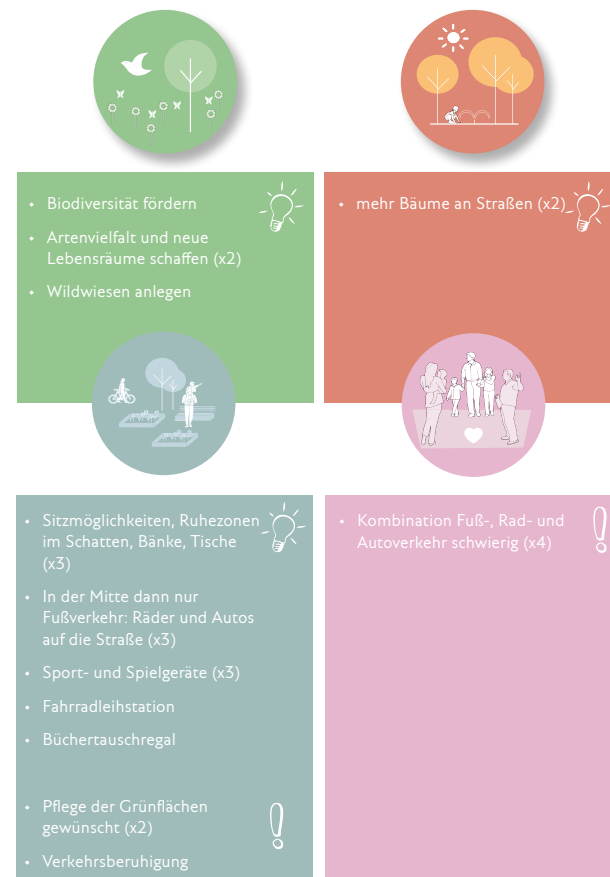 • Biodiversität fördern
• Artenvielfalt und neue
Lebensräume schaffen (x2)
• Wildwiesen anlegen
• mehr Bäume an Straßen (x2)
• Sitzmöglichkeiten, Ruhezonen
im Schatten, Bänke, Tische
(x3)
• In der Mitte dann nur
Fußverkehr: Räder und Autos
auf die Straße (x3)
• Sport- und Spielgeräte (x3)
• Fahrradleihstation
• Büchertauschregal
• Pflege der Grünflächen
gewünscht (x2)
• Verkehrsberuhigung
• Kombination Fuß-, Rad- und
Autoverkehr schwierig (x4)